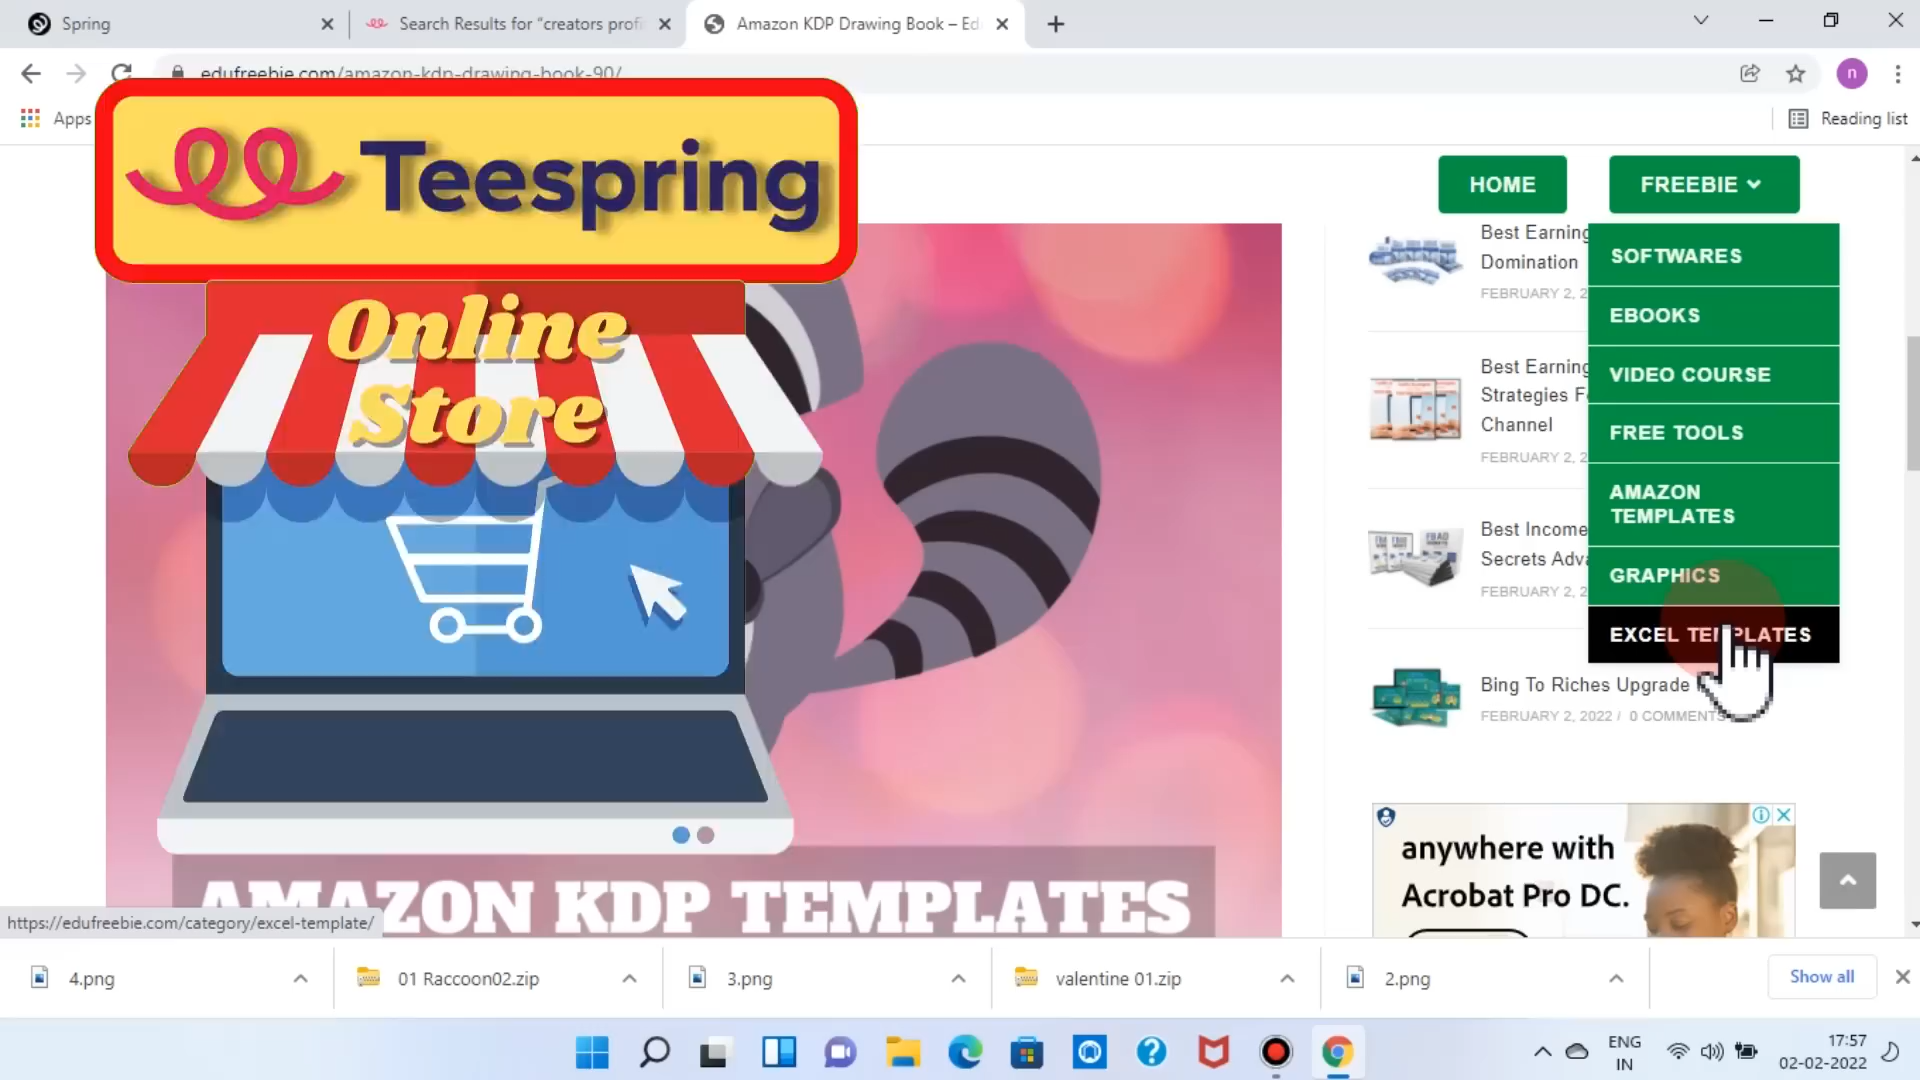 Spring
Search Results for "creators profi
Amazon KDP Drawing Book – Ed
edufreebie.com/amazon-kdp-drawing-book-90/
n
Apps
Reading list
Teespring
Online
Store
HOME
FREEBIE
SOFTWARES
EBOOKS
VIDEO COURSE
FREE TOOLS
AMAZON
TEMPLATES
GRAPHICS
EXCEL TEMPLATES
Best Earning
Domination
FEBRUARY 2, 2
Best Earning
Strategies F
Channel
FEBRUARY 2, 2
Best Income
Secrets Adva
FEBRUARY 2, 2
Bing To Riches Upgrade
FEBRUARY 2, 2022 / 0 COMMENTS
anywhere with
Acrobat Pro DC.
AMAZON KDP TEMPLATES
https://edufreebie.com/category/excel-template/
4.png
01 Raccoon02.zip
3.png
valentine 01.zip
2.png
Show all
ENG
IN
17:57
02-02-2022